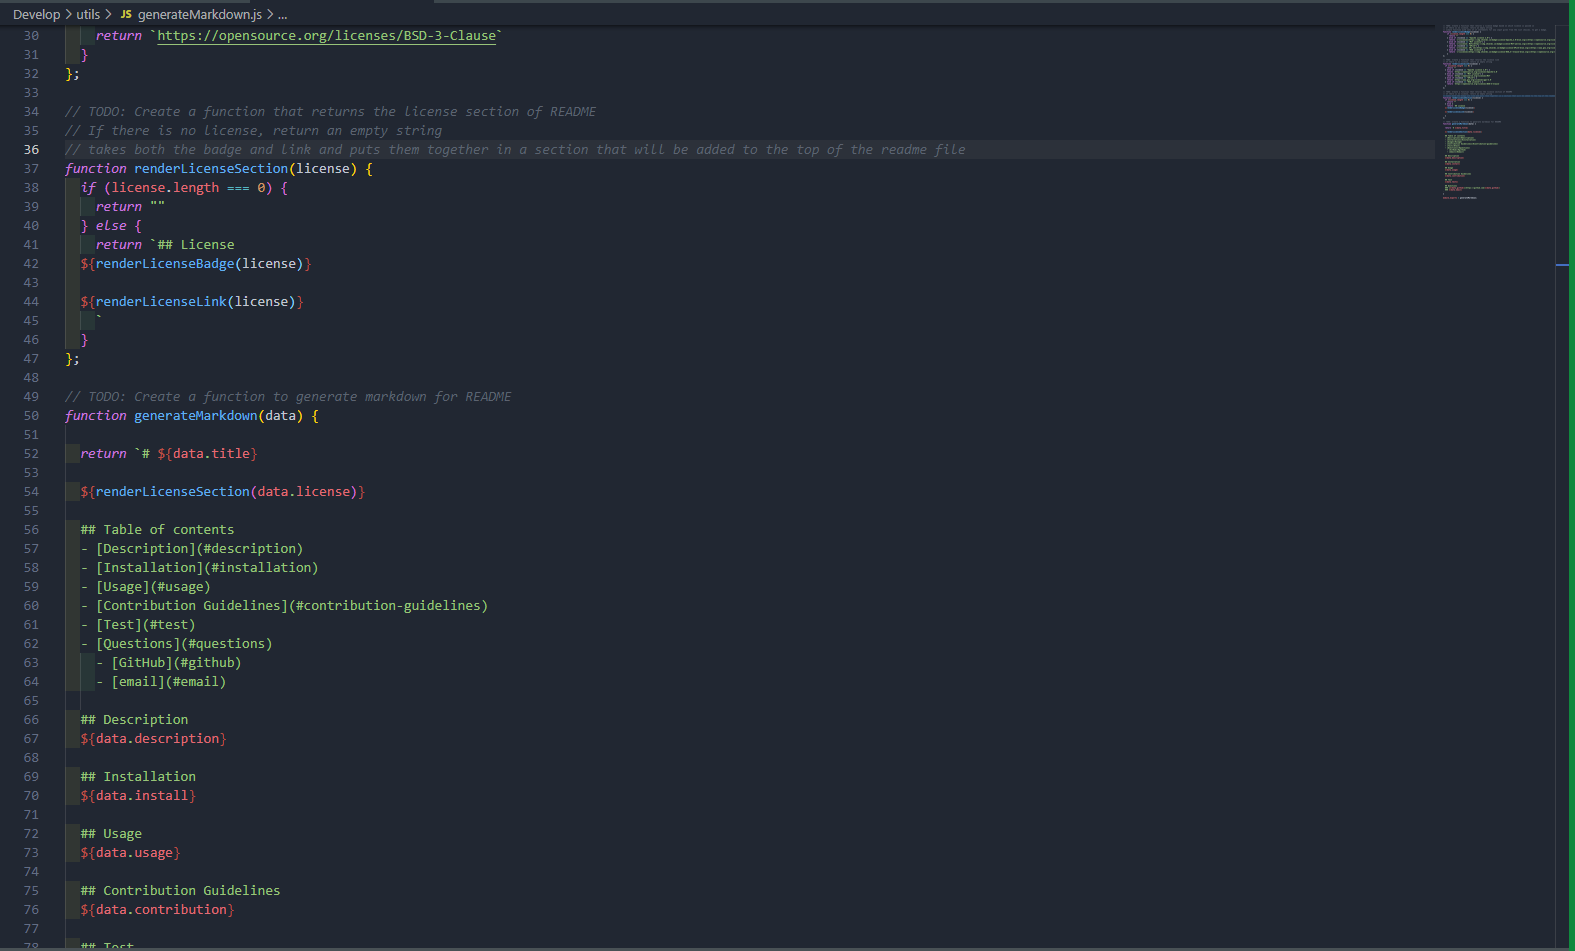 Develop > utils > JS generateMarkdown.js > ...
30 return `https://opensource.org/licenses/BSD-3-Clause`
31 }
32 };
33
34 // TODO: Create a function that returns the license section of README
35 // If there is no license, return an empty string
36 // takes both the badge and link and puts them together in a section that will be added to the top of the readme file
37 function renderLicenseSection(license) {
38 if (license.length === 0) {
39 return ""
40 } else {
41 return `## License
42 ${renderLicenseBadge(license)}
43
44 ${renderLicenseLink(license)}
45 `
46 }
47 };
48
49 // TODO: Create a function to generate markdown for README
50 function generateMarkdown(data) {
51
52 return `# ${data.title}
53
54 ${renderLicenseSection(data.license)}
55
56 ## Table of contents
57 - [Description](#description)
58 - [Installation](#installation)
59 - [Usage](#usage)
60 - [Contribution Guidelines](#contribution-guidelines)
61 - [Test](#test)
62 - [Questions](#questions)
63 - [GitHub](#github)
64 - [email](#email)
65
66 ## Description
67 ${data.description}
68
69 ## Installation
70 ${data.install}
71
72 ## Usage
73 ${data.usage}
74
75 ## Contribution Guidelines
76 ${data.contribution}
77
78 ## Test